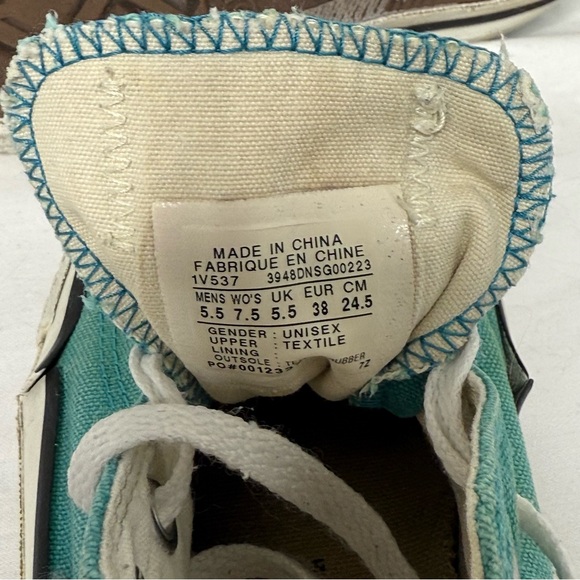 MADE IN CHINA
FABRIQUE EN CHINE
1V537 3948DNSG00223
MENS WO'S UK EUR CM
5.5 7.5 5.5 38 24.5
GENDER : UNISEX
UPPER : TEXTILE
LINING
OUTSOLE :